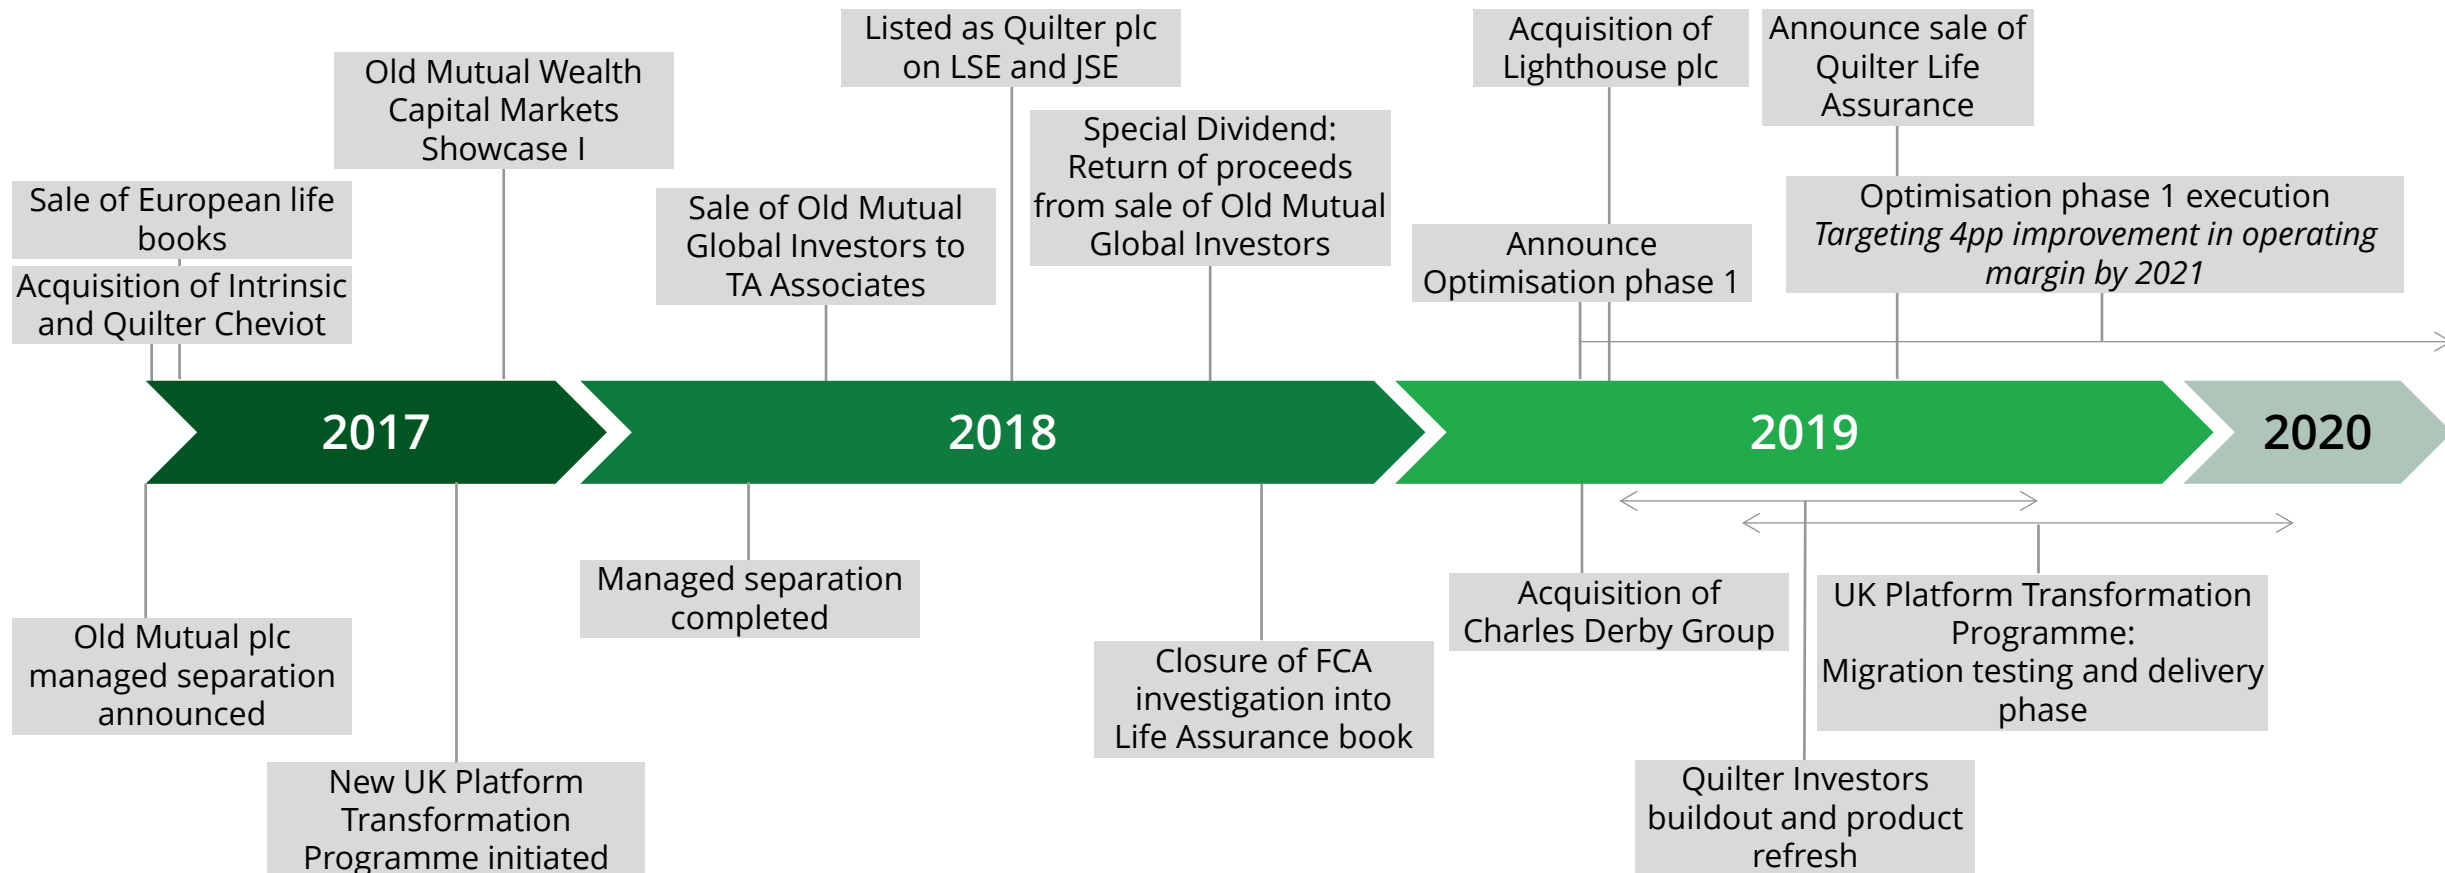 Listed as Quilter plc
on LSE and JSE
Acquisition of
Lighthouse plc
Announce sale of
Quilter Life
Assurance
Old Mutual Wealth
Capital Markets
Showcase I
Special Dividend:
Return of proceeds
from sale of Old Mutual
Global Investors
Sale of European life
books
Sale of Old Mutual
Global Investors to
TA Associates
Optimisation phase 1 execution
Targeting 4pp improvement in operating
margin by 2021
Announce
Optimisation phase 1
Acquisition of Intrinsic
and Quilter Cheviot
2017
2018
2019
2020
Old Mutual plc
managed separation
announced
New UK Platform
Transformation
Programme initiated
Managed separation
completed
Closure of FCA
investigation into
Life Assurance book
Acquisition of
Charles Derby Group
UK Platform Transformation
Programme:
Migration testing and delivery
phase
Quilter Investors
buildout and product
refresh